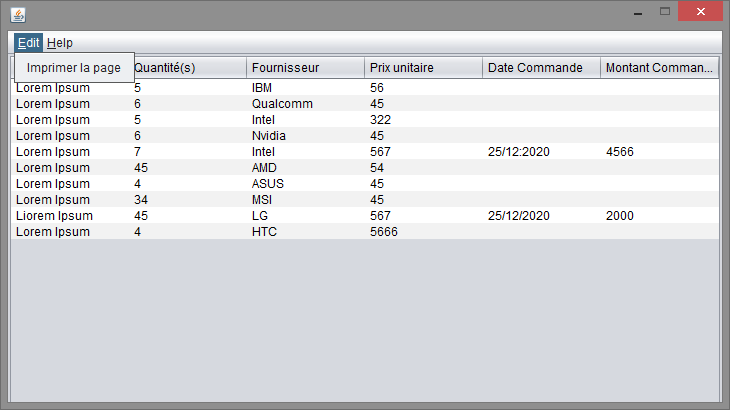 Edit Help
Imprimer la page
Quantité(s) Fournisseur Prix unitaire Date Commande Montant Comman...
Lorem Ipsum 5 IBM 56
Lorem Ipsum 6 Qualcomm 45
Lorem Ipsum 5 Intel 322
Lorem Ipsum 6 Nvidia 45
Lorem Ipsum 7 Intel 567 25/12:2020 4566
Lorem Ipsum 45 AMD 54
Lorem Ipsum 4 ASUS 45
Lorem Ipsum 34 MSI 45
Liorem Ipsum 45 LG 567 25/12/2020 2000
Lorem Ipsum 4 HTC 5666